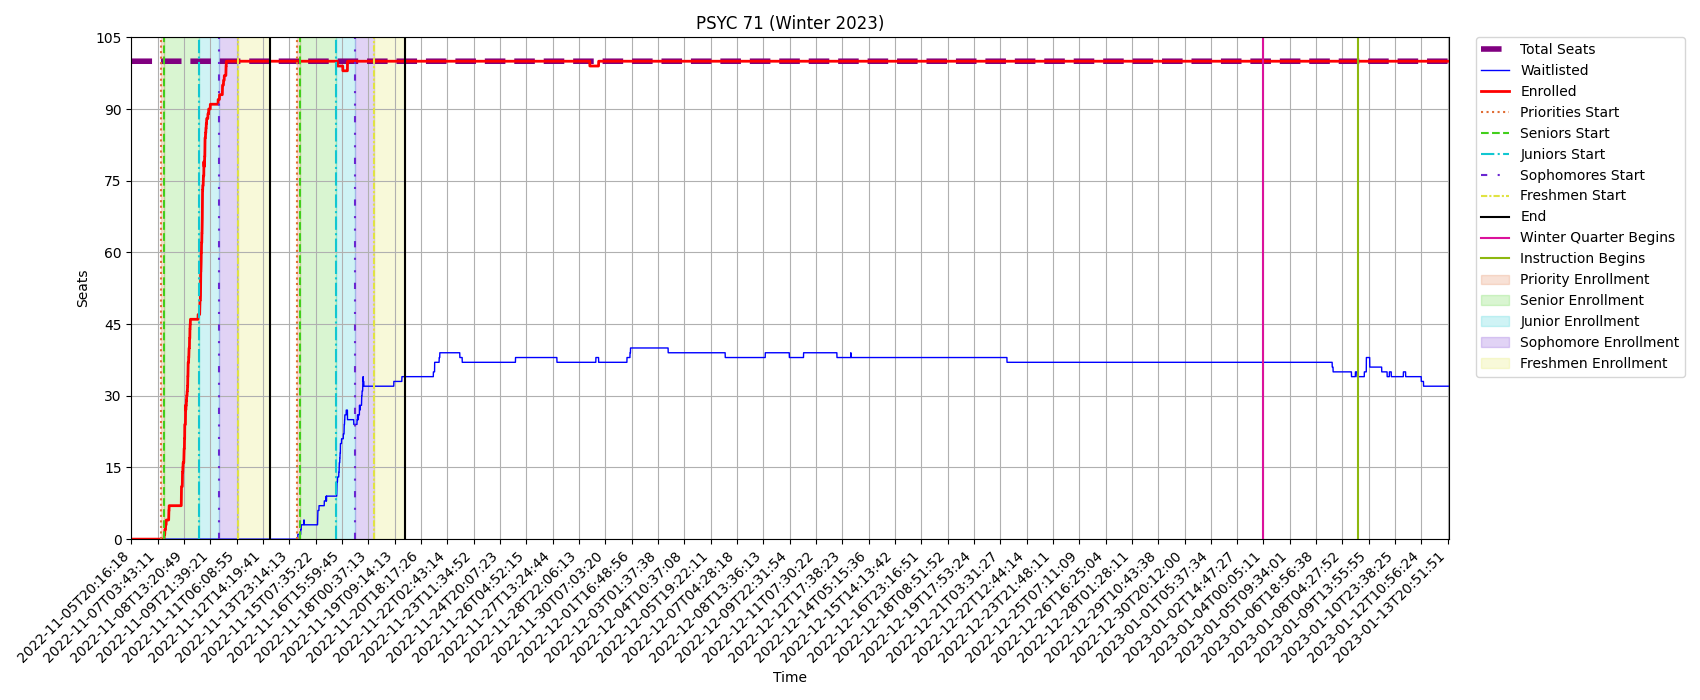 PSYC 71 (Winter 2023)
105
90
75
60
45
30
15
0
Seats
2022-11-05T20:16:18
2022-11-07T03:43:11
2022-11-08T13:20:49
2022-11-09T21:39:21
2022-11-11T06:08:55
2022-11-12T14:19:41
2022-11-13T23:14:13
2022-11-15T07:35:22
2022-11-16T15:59:45
2022-11-18T00:37:13
2022-11-19T09:14:13
2022-11-20T18:17:26
2022-11-22T02:43:14
2022-11-23T11:34:52
2022-11-24T20:07:23
2022-11-26T04:52:15
2022-11-27T13:24:44
2022-11-28T22:06:13
2022-11-30T07:03:20
2022-12-01T16:48:56
2022-12-03T01:37:38
2022-12-04T10:37:08
2022-12-05T19:22:11
2022-12-07T04:28:18
2022-12-08T13:36:13
2022-12-09T22:31:54
2022-12-11T07:30:22
2022-12-12T17:38:23
2022-12-14T05:15:36
2022-12-15T14:13:42
2022-12-16T23:16:51
2022-12-18T08:51:52
2022-12-19T17:53:24
2022-12-21T03:31:27
2022-12-22T12:44:14
2022-12-23T21:48:11
2022-12-25T07:11:09
2022-12-26T16:25:04
2022-12-28T01:28:11
2022-12-29T10:43:38
2022-12-30T20:12:00
2023-01-01T05:37:34
2023-01-02T14:47:27
2023-01-04T00:05:11
2023-01-05T09:34:01
2023-01-06T18:56:38
2023-01-08T04:27:52
2023-01-09T13:55:55
2023-01-10T23:38:25
2023-01-12T10:56:24
2023-01-13T20:51:51
Time
Total Seats
Waitlisted
Enrolled
Priorities Start
Seniors Start
Juniors Start
Sophomores Start
Freshmen Start
End
Winter Quarter Begins
Instruction Begins
Priority Enrollment
Senior Enrollment
Junior Enrollment
Sophomore Enrollment
Freshmen Enrollment